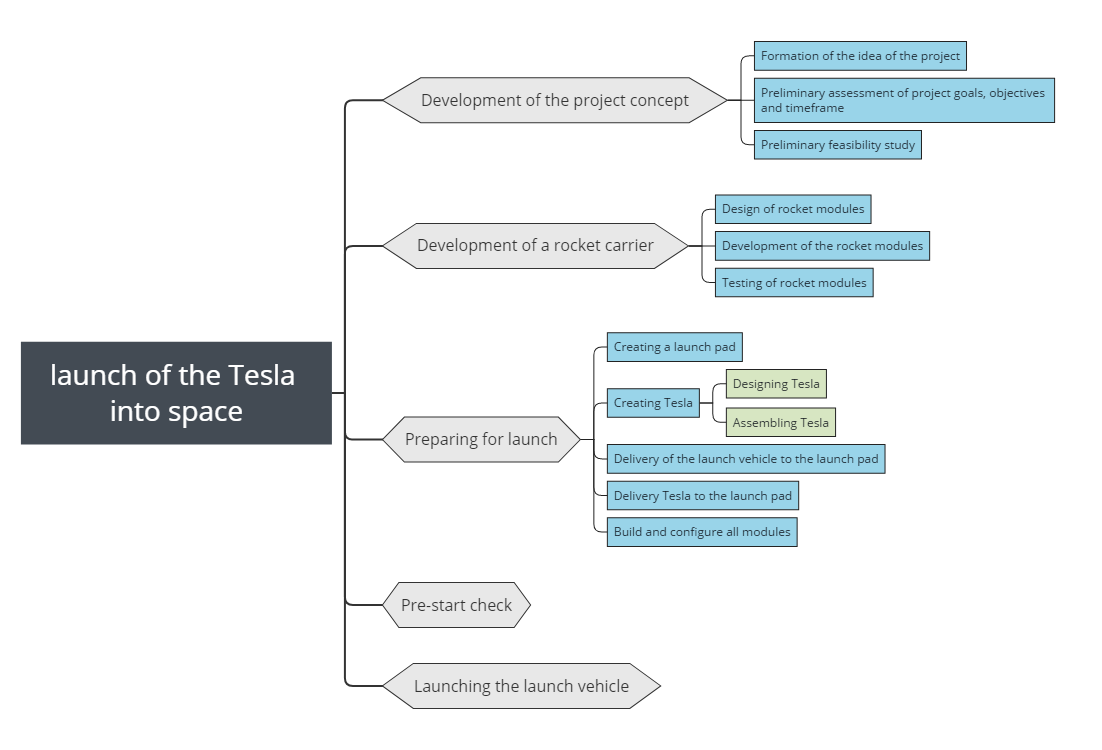 Formation of the idea of the project
Development of the project concept
Preliminary assessment of project goals, objectives
and timeframe
Preliminary feasibility study
Design of rocket modules
Development of a rocket carrier
Development of the rocket modules
Testing of rocket modules
launch of the Tesla
into space
Preparing for launch
Creating a launch pad
Creating Tesla
Designing Tesla
Assembling Tesla
Delivery of the launch vehicle to the launch pad
Delivery Tesla to the launch pad
Build and configure all modules
Pre-start check
Launching the launch vehicle